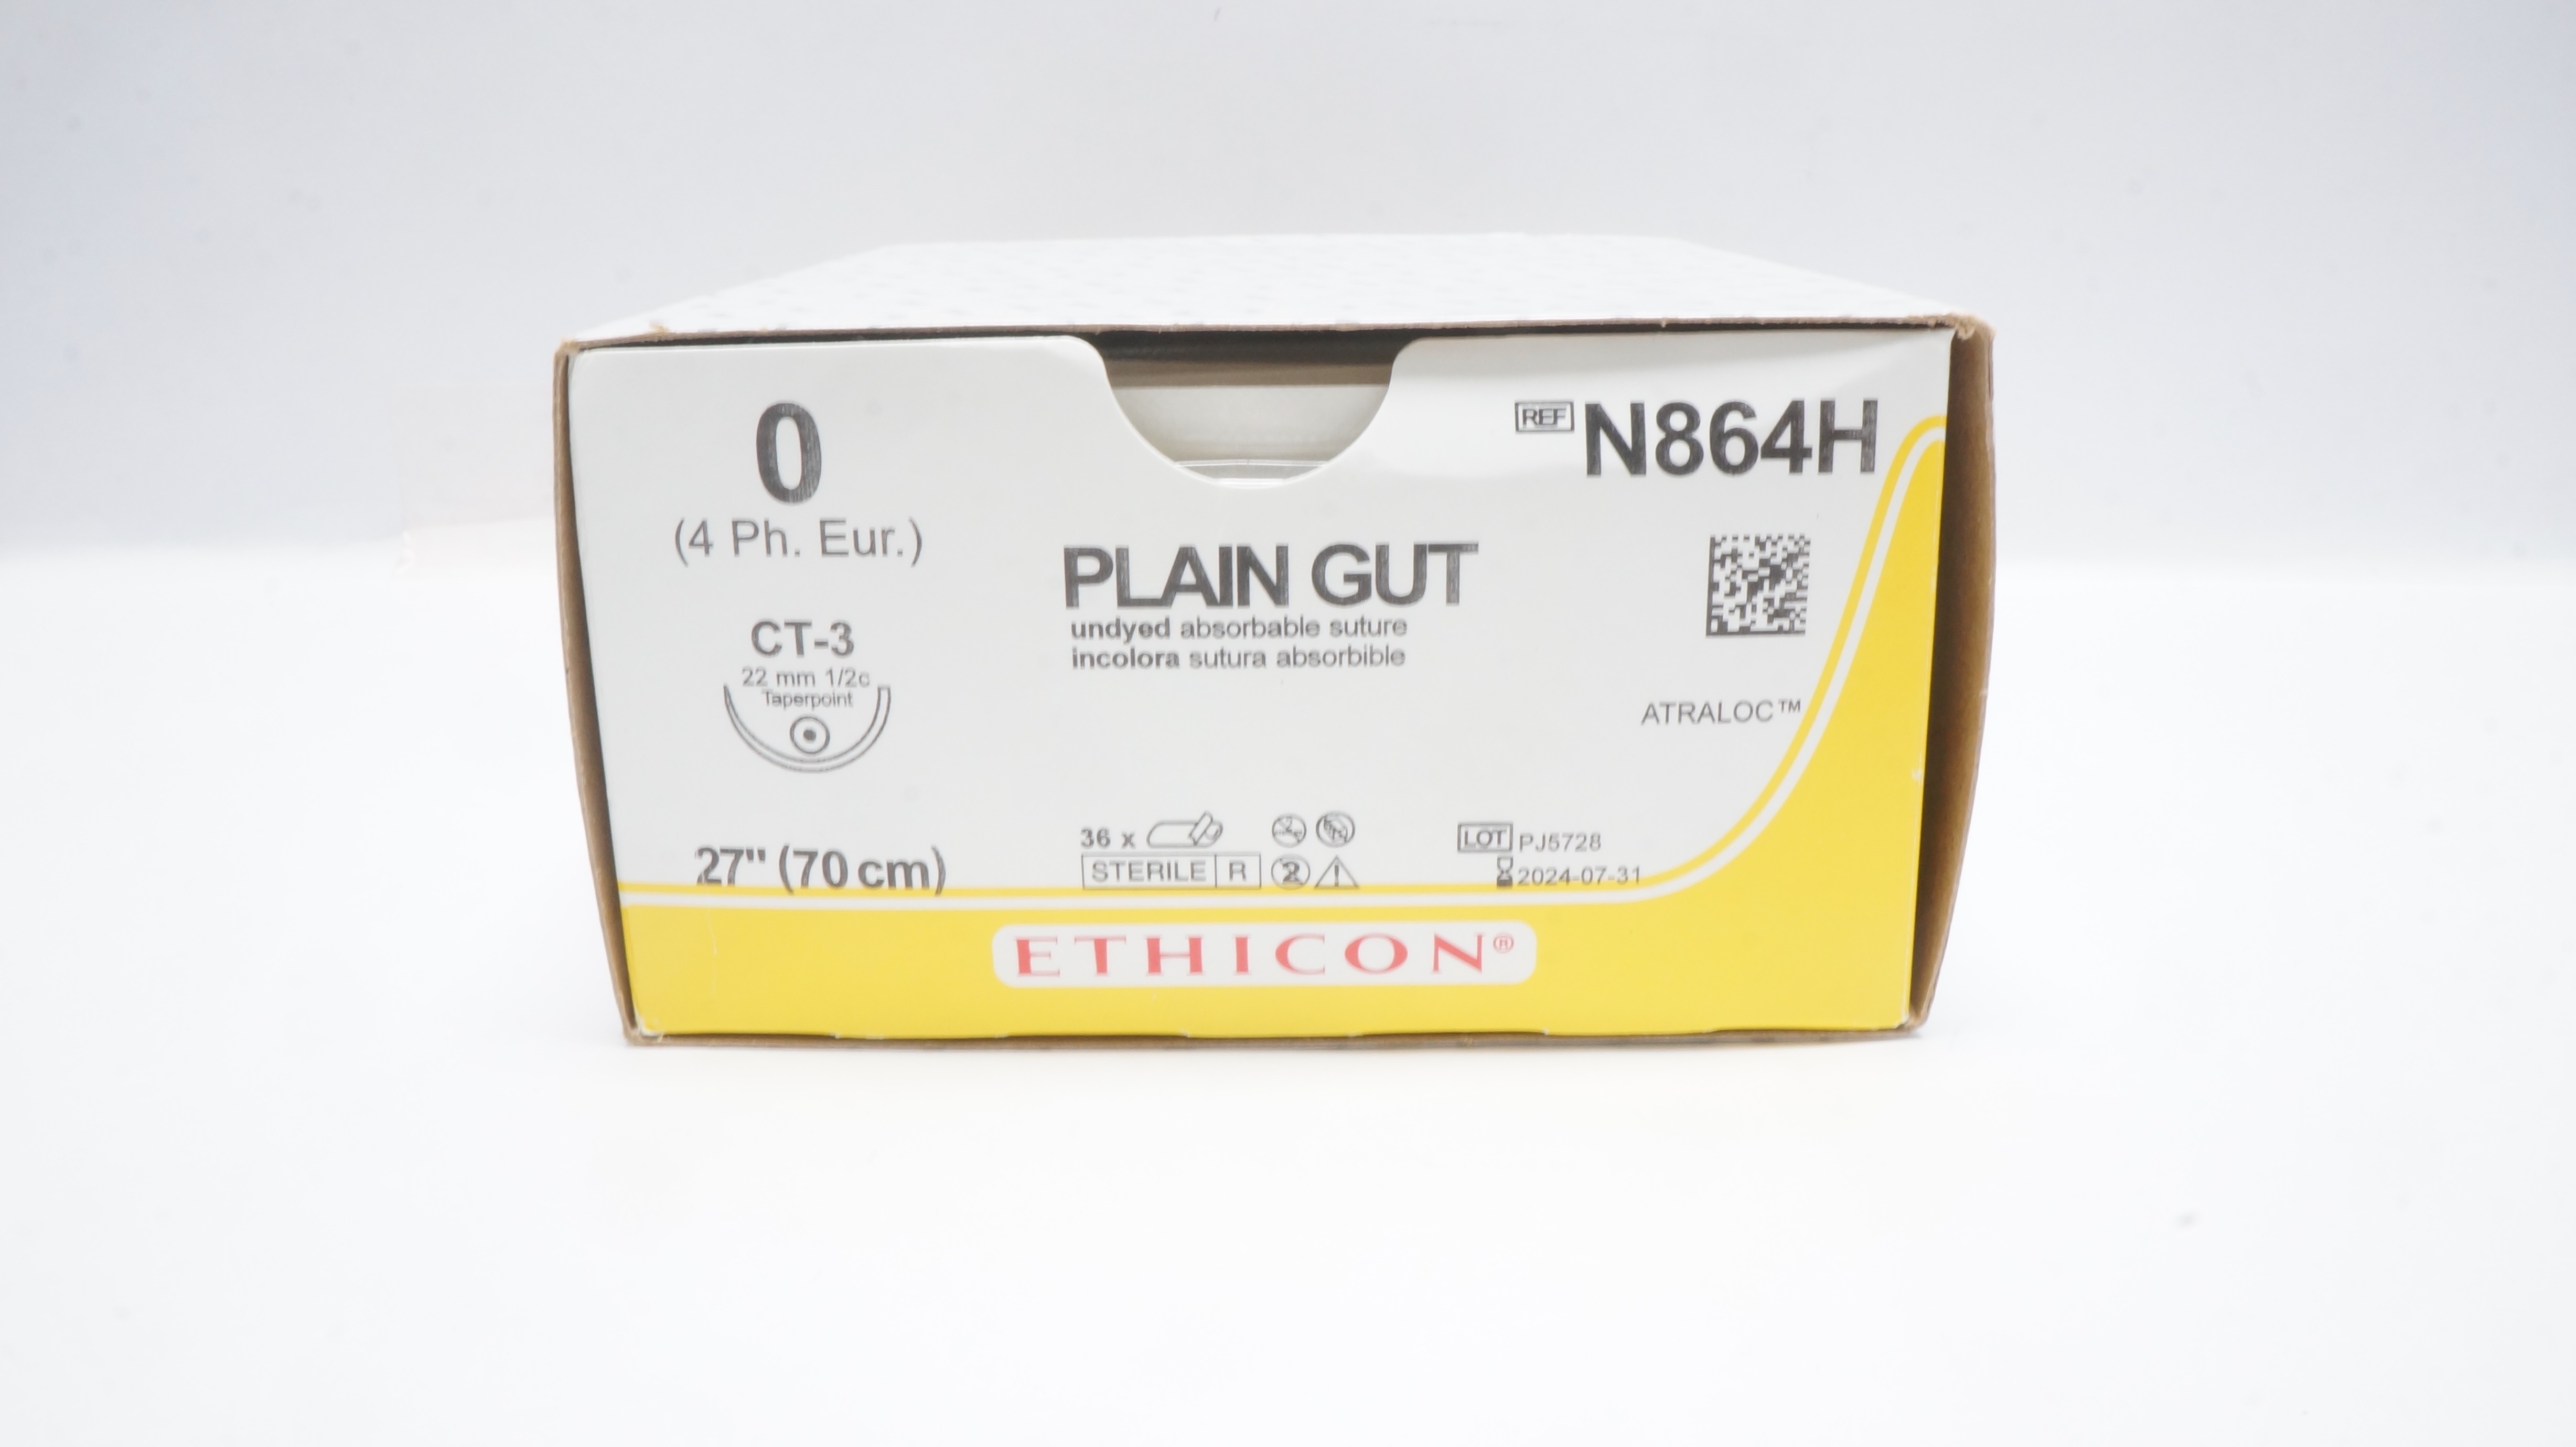 0
(4 Ph. Eur.)
CT-3
22 mm 1/2c
Taperpoint
27" (70 cm)
PLAIN GUT
undyed absorbable suture
incolora sutura absorbible
36 x
STERILE R
2
REF N864H
ATRALOC™
LOT PJ5728
2024-07-31
ETHICON®